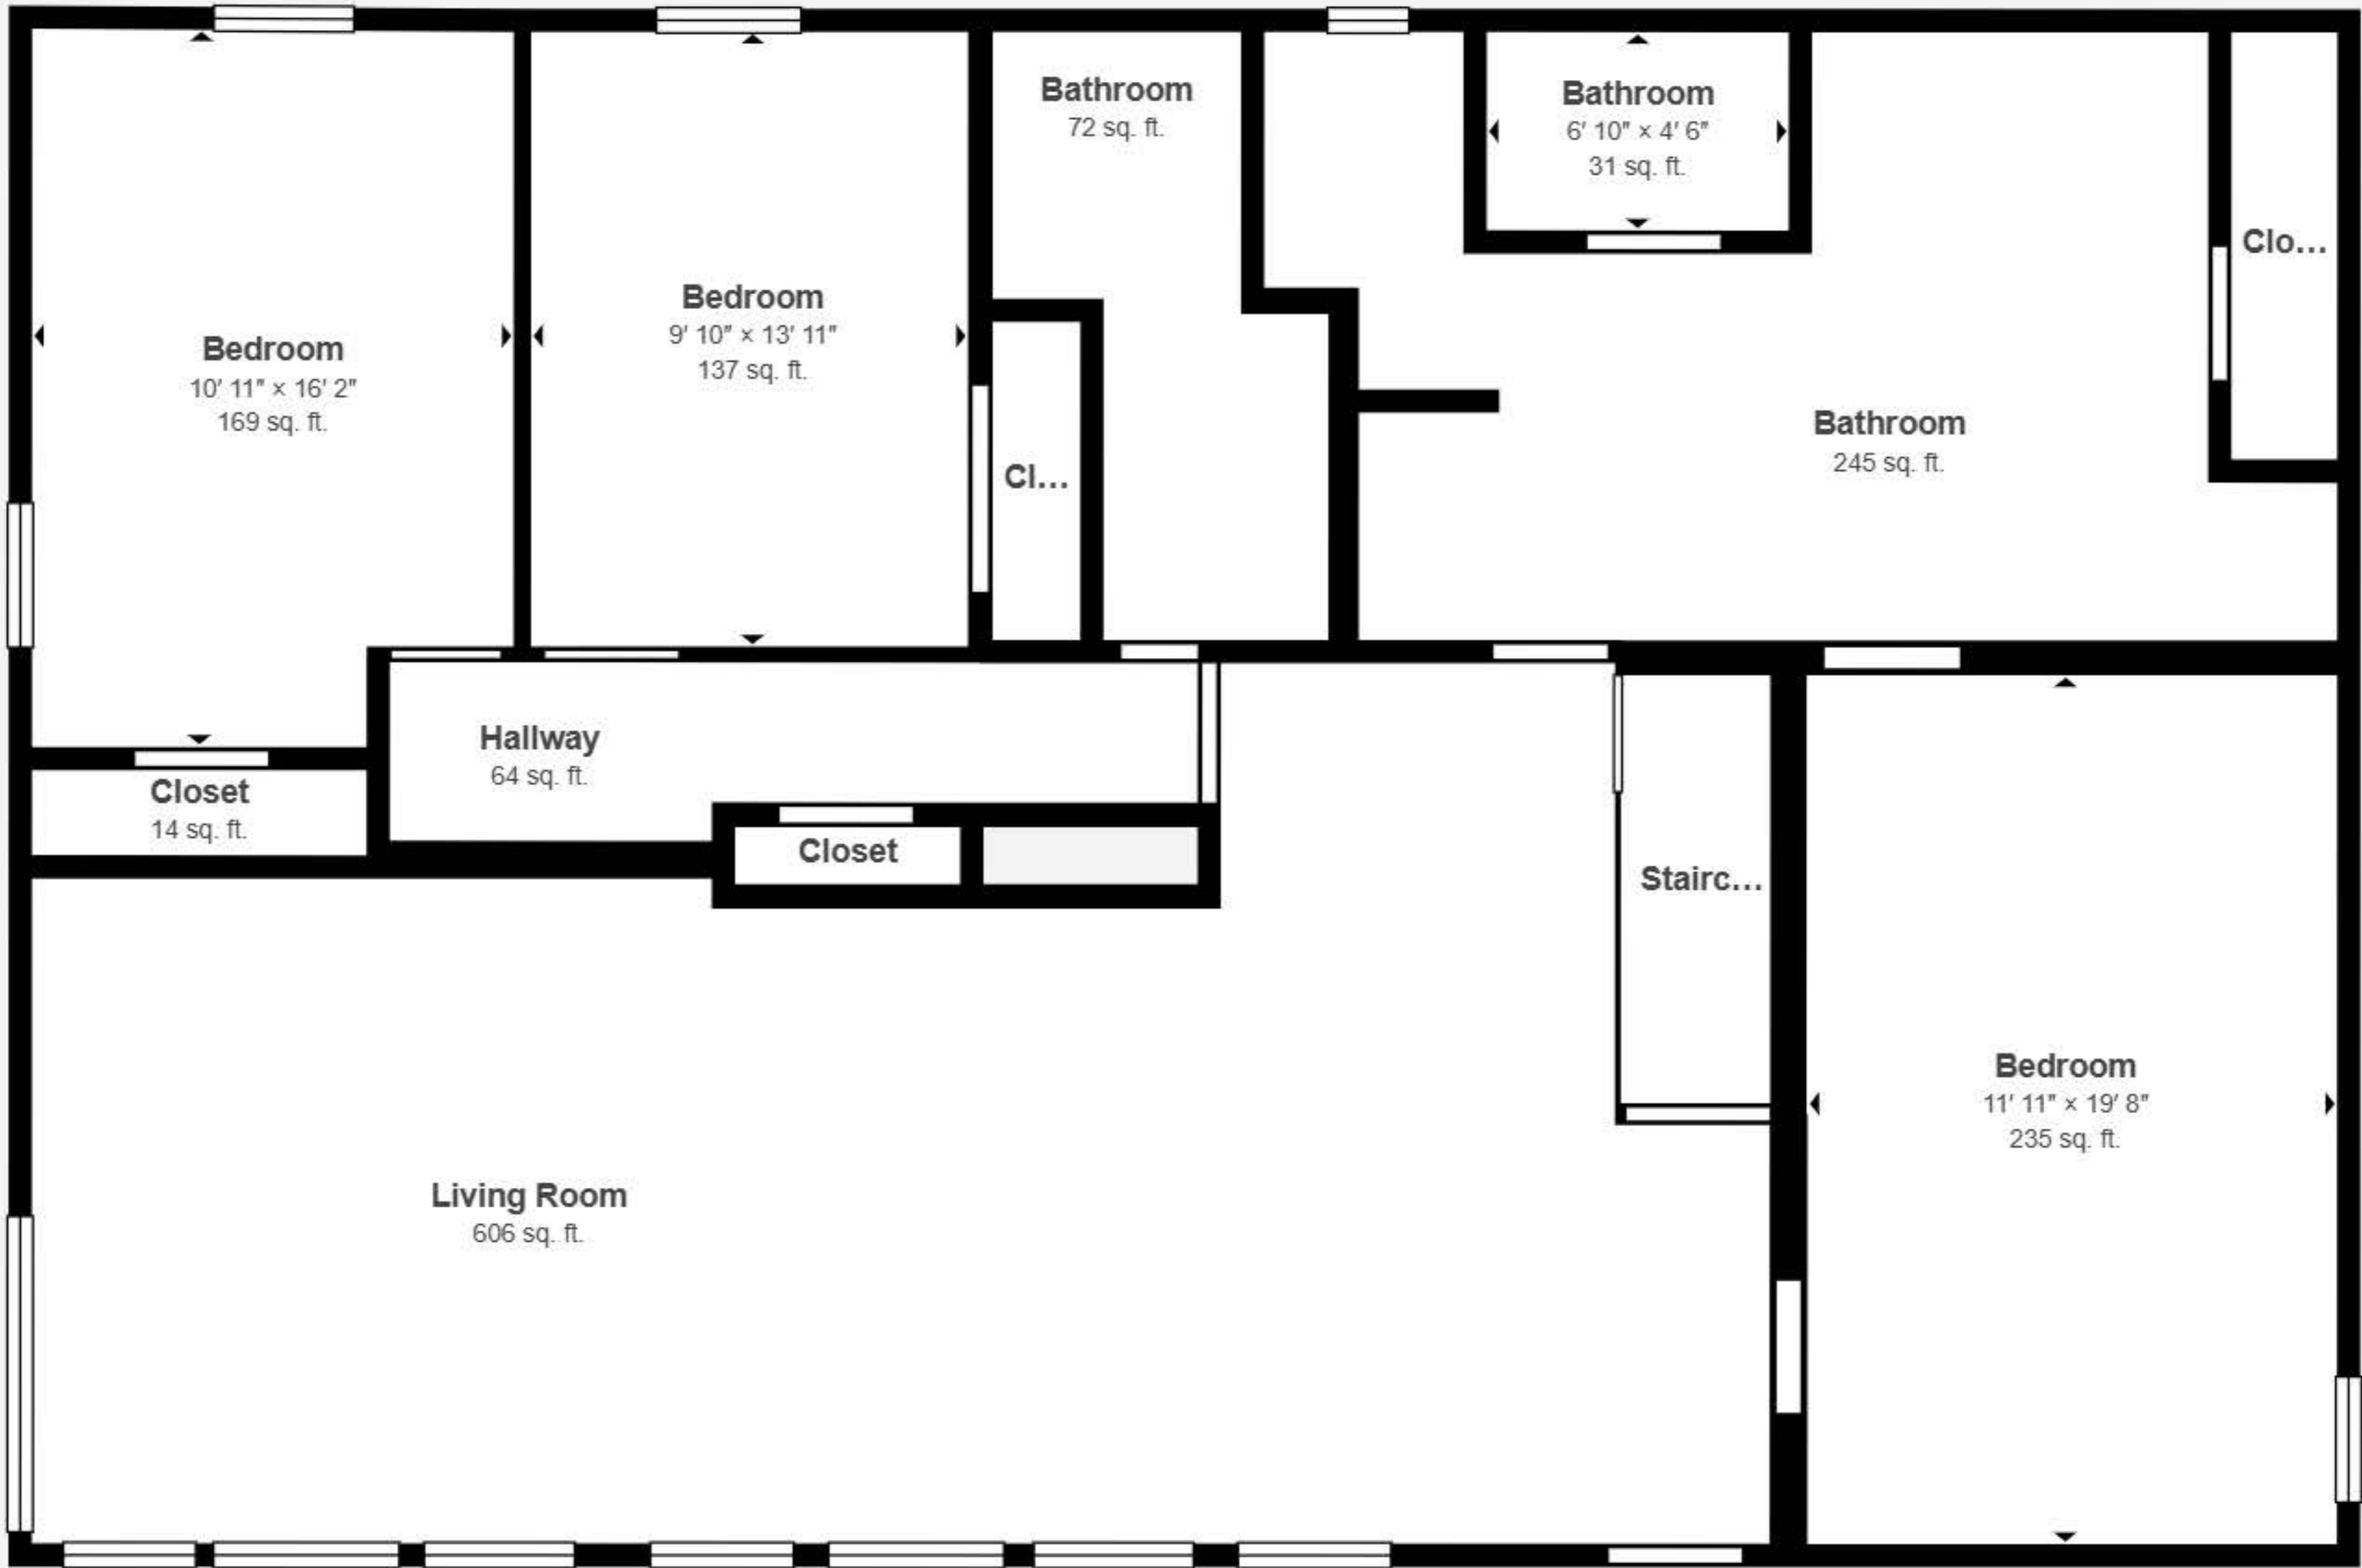 Bathroom
72 sq. ft.
Bathroom
6' 10" × 4' 6"
31 sq. ft.
Clo...
Bedroom
9' 10" × 13' 11"
137 sq. ft.
Bedroom
10' 11" × 16' 2"
169 sq. ft.
Cl...
Bathroom
245 sq. ft.
Hallway
64 sq. ft.
Closet
14 sq. ft.
Closet
Stairc...
Bedroom
11' 11" × 19' 8"
235 sq. ft.
Living Room
606 sq. ft.